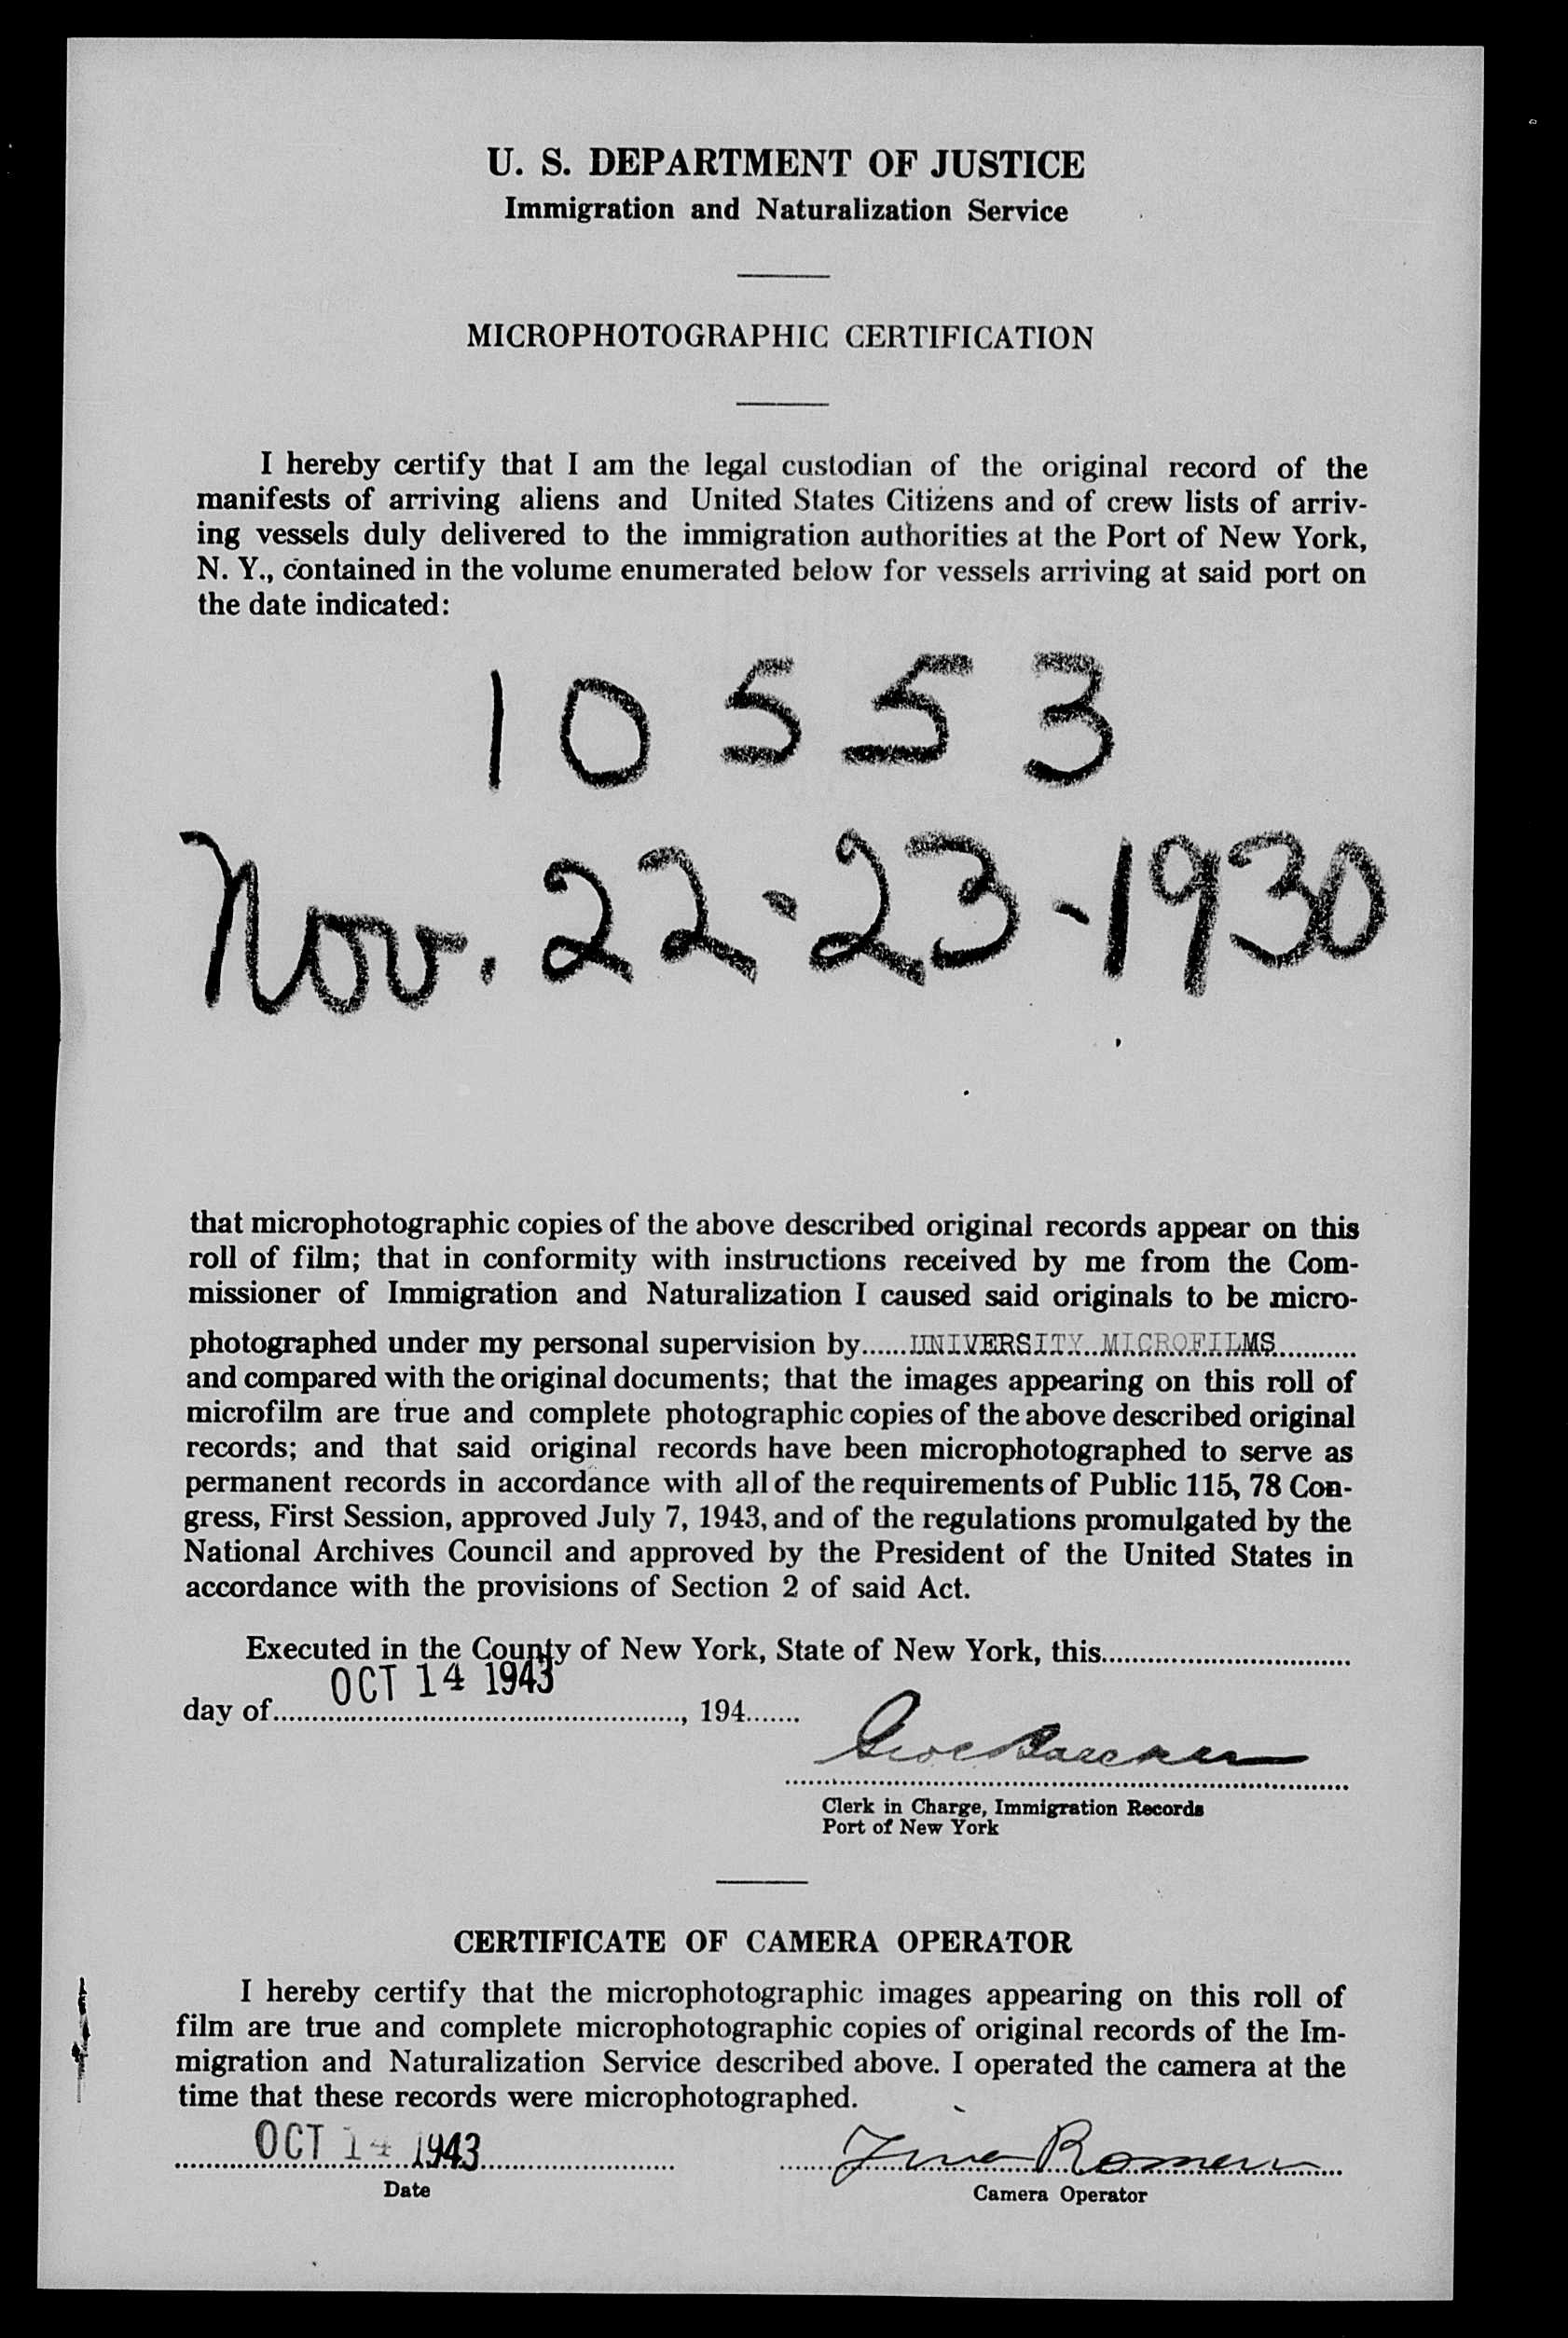 U. S. DEPARTMENT OF JUSTICE
Immigration and Naturalization Service
MICROPHOTOGRAPHIC CERTIFICATION
I hereby certify that I am the legal custodian of the original record of the
manifests of arriving aliens and United States Citizens and of crew lists of arriv-
ing vessels duly delivered to the immigration authorities at the Port of New York,
N. Y., contained in the volume enumerated below for vessels arriving at said port on
the date indicated:
10553
Nov. 22-23-1930
that microphotographic copies of the above described original records appear on this
roll of film; that in conformity with instructions received by me from the Com-
missioner of Immigration and Naturalization I caused said originals to be micro-
photographed under my personal supervision by......UNIVERSITY MICROFILMS..........
and compared with the original documents; that the images appearing on this roll of
microfilm are true and complete photographic copies of the above described original
records; and that said original records have been microphotographed to serve as
permanent records in accordance with all of the requirements of Public 115, 78 Con-
gress, First Session, approved July 7, 1943, and of the regulations promulgated by the
National Archives Council and approved by the President of the United States in
accordance with the provisions of Section 2 of said Act.
Executed in the County of New York, State of New York, this................................
OCT 14 1943
day of...................................................., 194.......
Clerk in Charge, Immigration Records
Port of New York
CERTIFICATE OF CAMERA OPERATOR
I hereby certify that the microphotographic images appearing on this roll of
film are true and complete microphotographic copies of original records of the Im-
migration and Naturalization Service described above. I operated the camera at the
time that these records were microphotographed.
OCT 14 1943
Date
Camera Operator